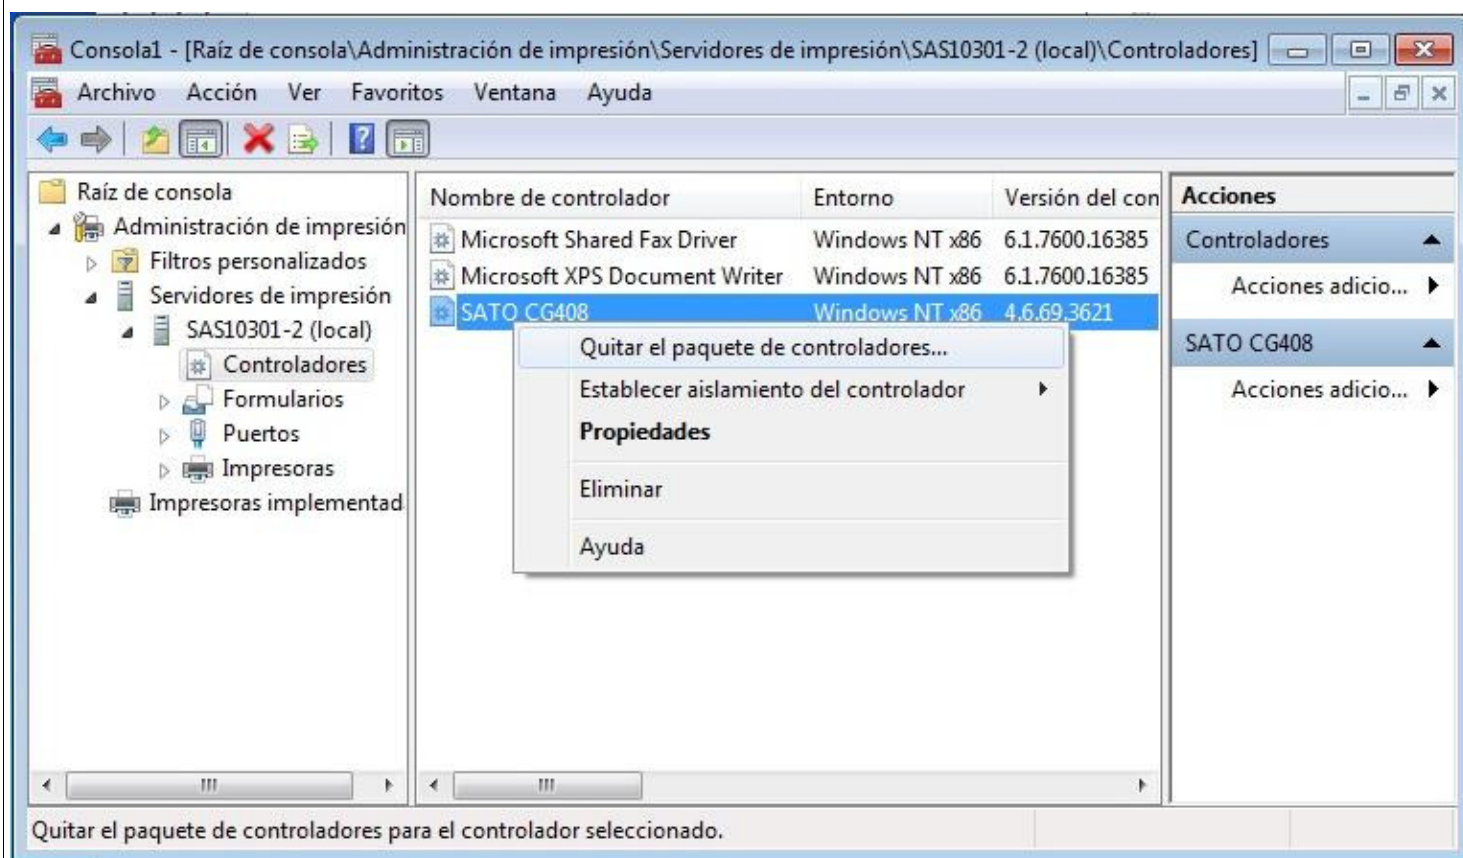 Consola1 - [Raíz de consola\Administración de impresión\Servidores de impresión\SAS10301-2 (local)\Controladores]
Archivo Acción Ver Favoritos Ventana Ayuda
Raíz de consola
Administración de impresión
Filtros personalizados
Servidores de impresión
SAS10301-2 (local)
Controladores
Formularios
Puertos
Impresoras
Impresoras implementad
Nombre de controlador Entorno Versión del con
Microsoft Shared Fax Driver Windows NT x86 6.1.7600.16385
Microsoft XPS Document Writer Windows NT x86 6.1.7600.16385
SATO CG408 Windows NT x86 4.6.69.3621
Quitar el paquete de controladores...
Establecer aislamiento del controlador
Propiedades
Eliminar
Ayuda
Acciones
Controladores
Acciones adicio...
SATO CG408
Acciones adicio...
Quitar el paquete de controladores para el controlador seleccionado.